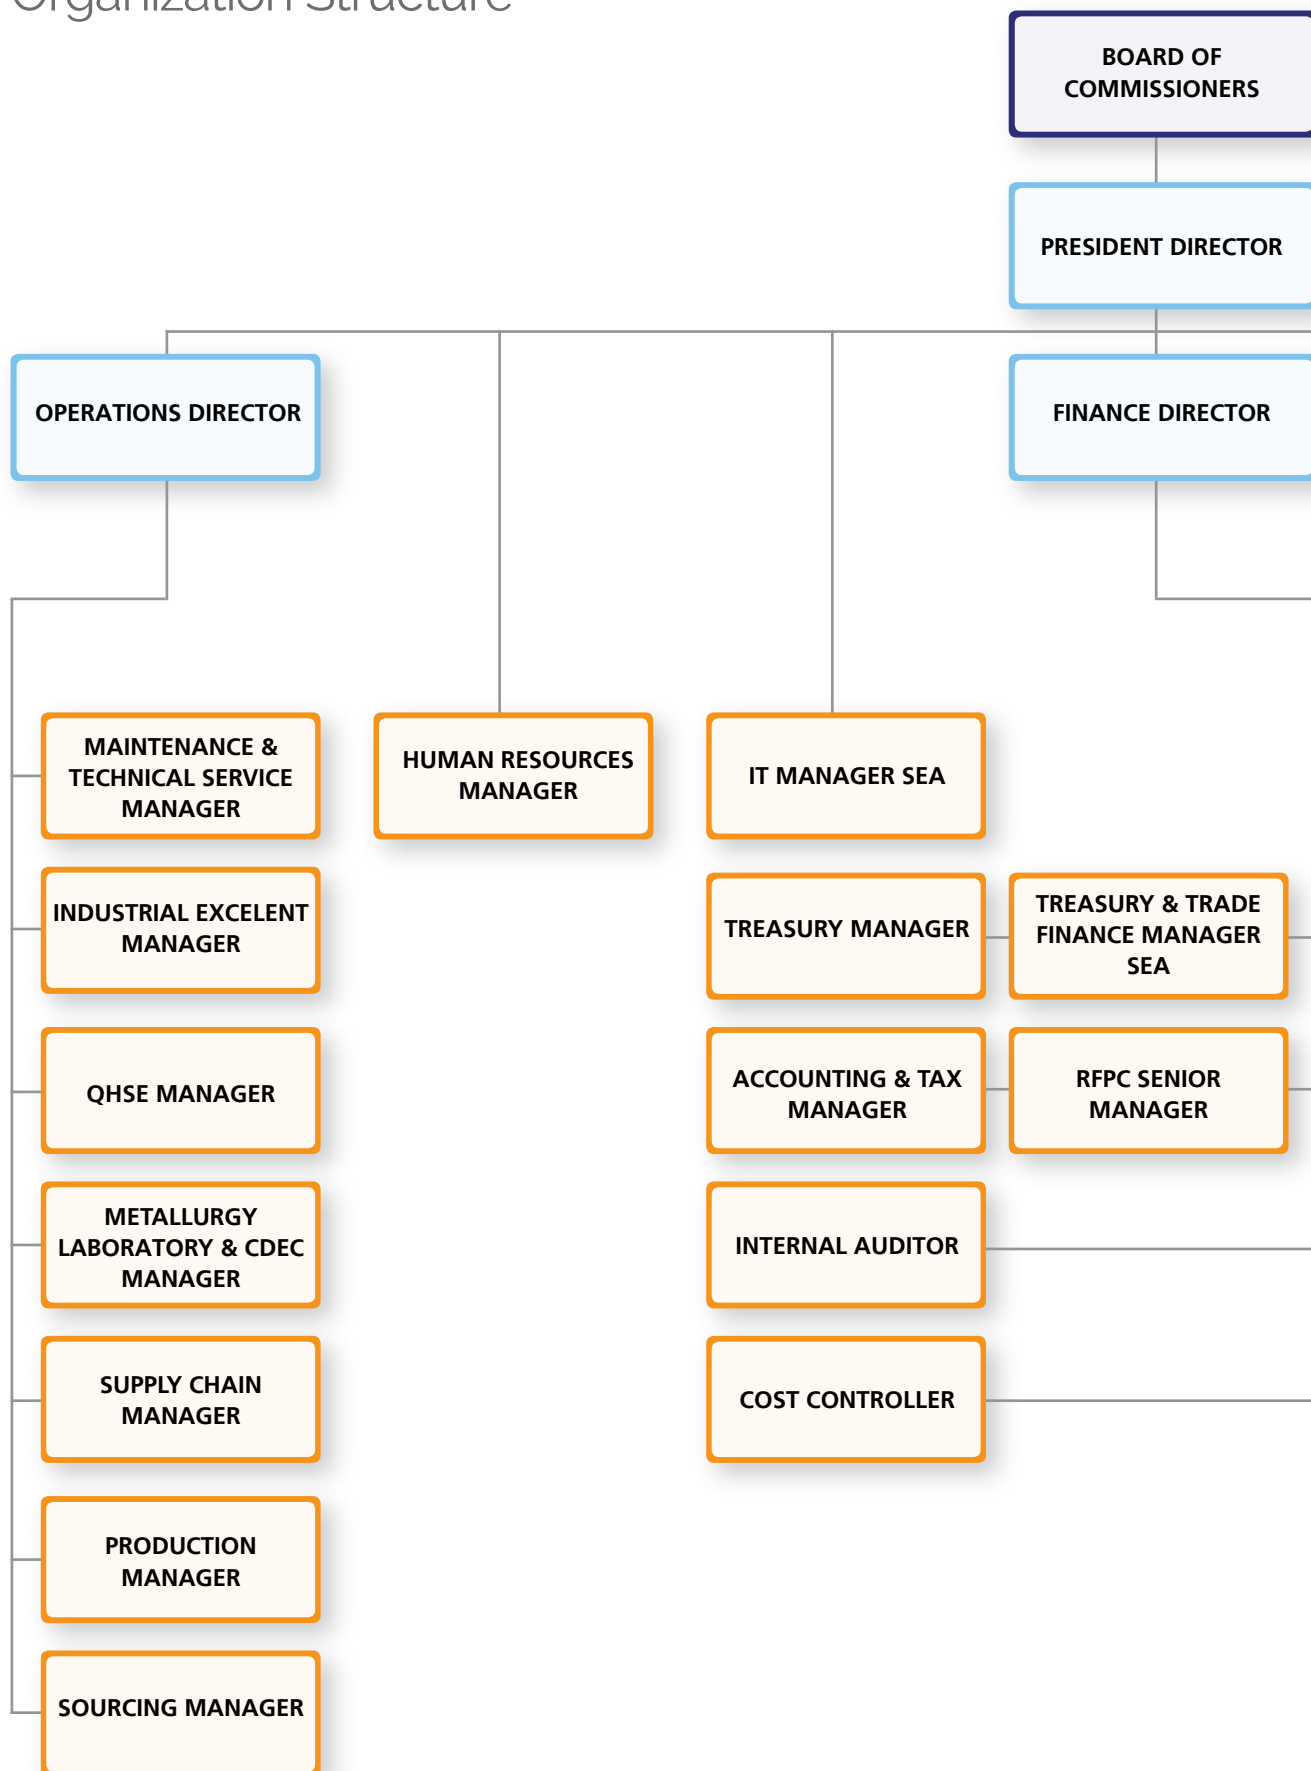 Organization Structure
BOARD OF
COMMISSIONERS
PRESIDENT DIRECTOR
OPERATIONS DIRECTOR
FINANCE DIRECTOR
MAINTENANCE &
TECHNICAL SERVICE
MANAGER
HUMAN RESOURCES
MANAGER
IT MANAGER SEA
INDUSTRIAL EXCELENT
MANAGER
TREASURY MANAGER
TREASURY & TRADE
FINANCE MANAGER
SEA
QHSE MANAGER
ACCOUNTING & TAX
MANAGER
RFPC SENIOR
MANAGER
METALLURGY
LABORATORY & CDEC
MANAGER
INTERNAL AUDITOR
SUPPLY CHAIN
MANAGER
COST CONTROLLER
PRODUCTION
MANAGER
SOURCING MANAGER